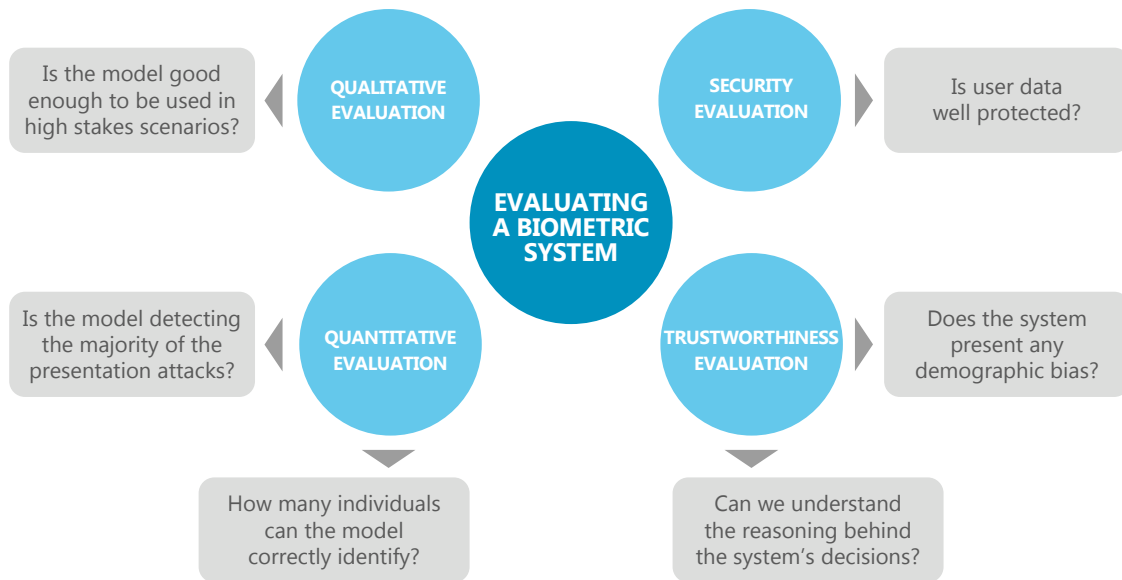 Is the model good
enough to be used in
high stakes scenarios?
QUALITATIVE
EVALUATION
SECURITY
EVALUATION
Is user data
well protected?
EVALUATING
A BIOMETRIC
SYSTEM
Is the model detecting
the majority of the
presentation attacks?
QUANTITATIVE
EVALUATION
TRUSTWORTHINESS
EVALUATION
Does the system
present any
demographic bias?
How many individuals
can the model
correctly identify?
Can we understand
the reasoning behind
the system’s decisions?